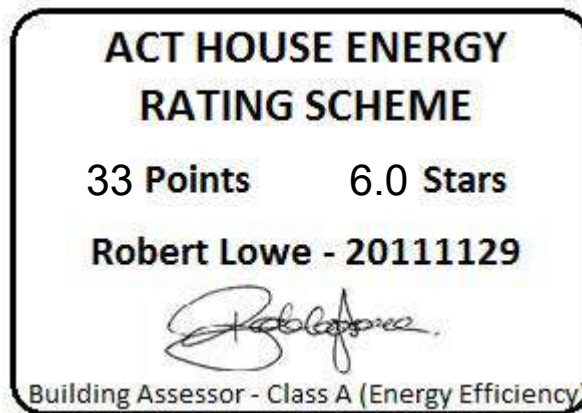 ACT HOUSE ENERGY
RATING SCHEME
33 Points 6.0 Stars
Robert Lowe - 20111129
Building Assessor - Class A (Energy Efficiency)